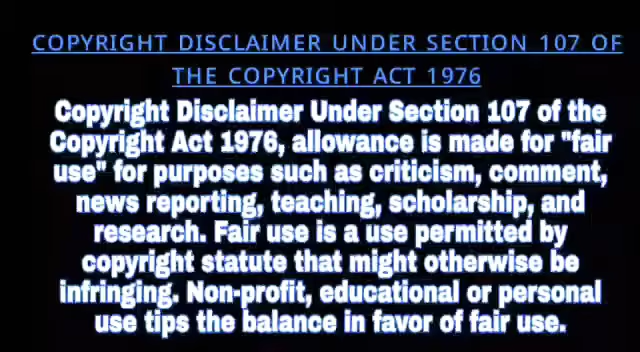 COPYRIGHT DISCLAIMER UNDER SECTION 107 OF
THE COPYRIGHT ACT 1976
Copyright Disclaimer Under Section 107 of the
Copyright Act 1976, allowance is made for "fair
use" for purposes such as criticism, comment,
news reporting, teaching, scholarship, and
research. Fair use is a use permitted by
copyright statute that might otherwise be
infringing. Non-profit, educational or personal
use tips the balance in favor of fair use.